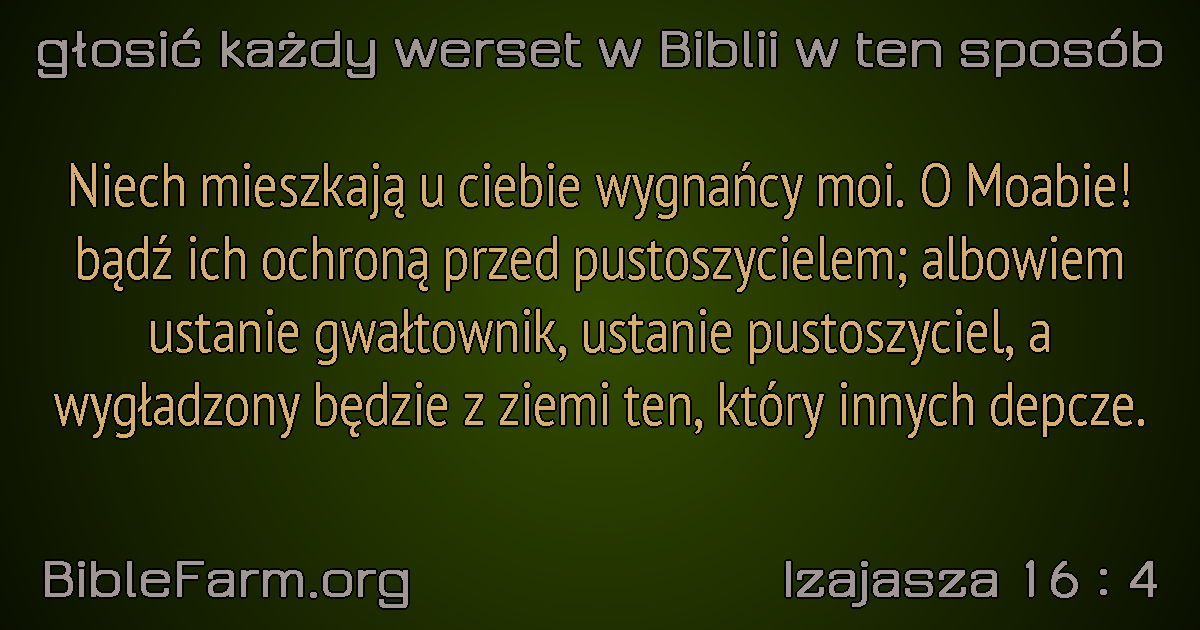 głosić każdy werset w Biblii w ten sposób
Niech mieszkają u ciebie wygnańcy moi. O Moabie!
bądź ich ochroną przed pustoszycielem; albowiem
ustanie gwałtownik, ustanie pustoszyciel, a
wygładzony będzie z ziemi ten, który innych depcze.
BibleFarm.org
Izajasza 16 : 4